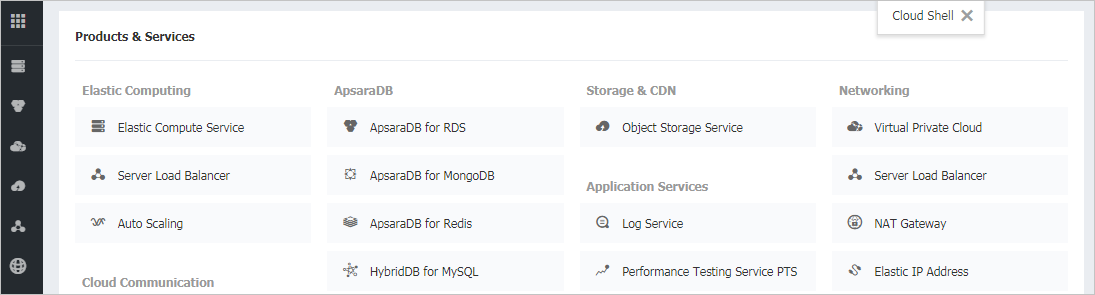 Cloud Shell
Products & Services
Elastic Computing
Elastic Compute Service
Server Load Balancer
Auto Scaling
Cloud Communication
ApsaraDB
ApsaraDB for RDS
ApsaraDB for MongoDB
ApsaraDB for Redis
HybridDB for MySQL
Storage & CDN
Object Storage Service
Application Services
Log Service
Performance Testing Service PTS
Networking
Virtual Private Cloud
Server Load Balancer
NAT Gateway
Elastic IP Address